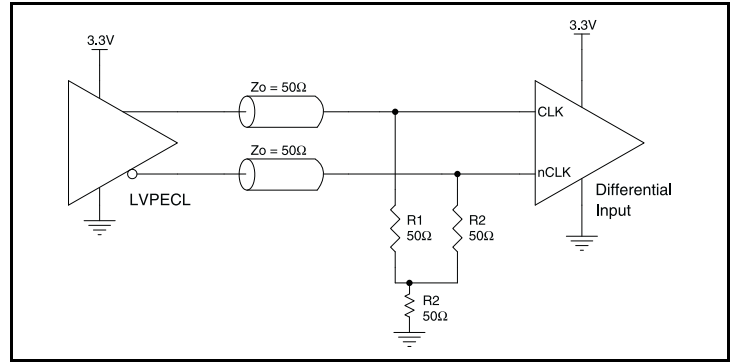 3.3V
3.3V
Zo = 50Ω
CLK
Zo = 50Ω
nCLK
LVPECL
Differential
Input
R1
50Ω
R2
50Ω
R2
50Ω